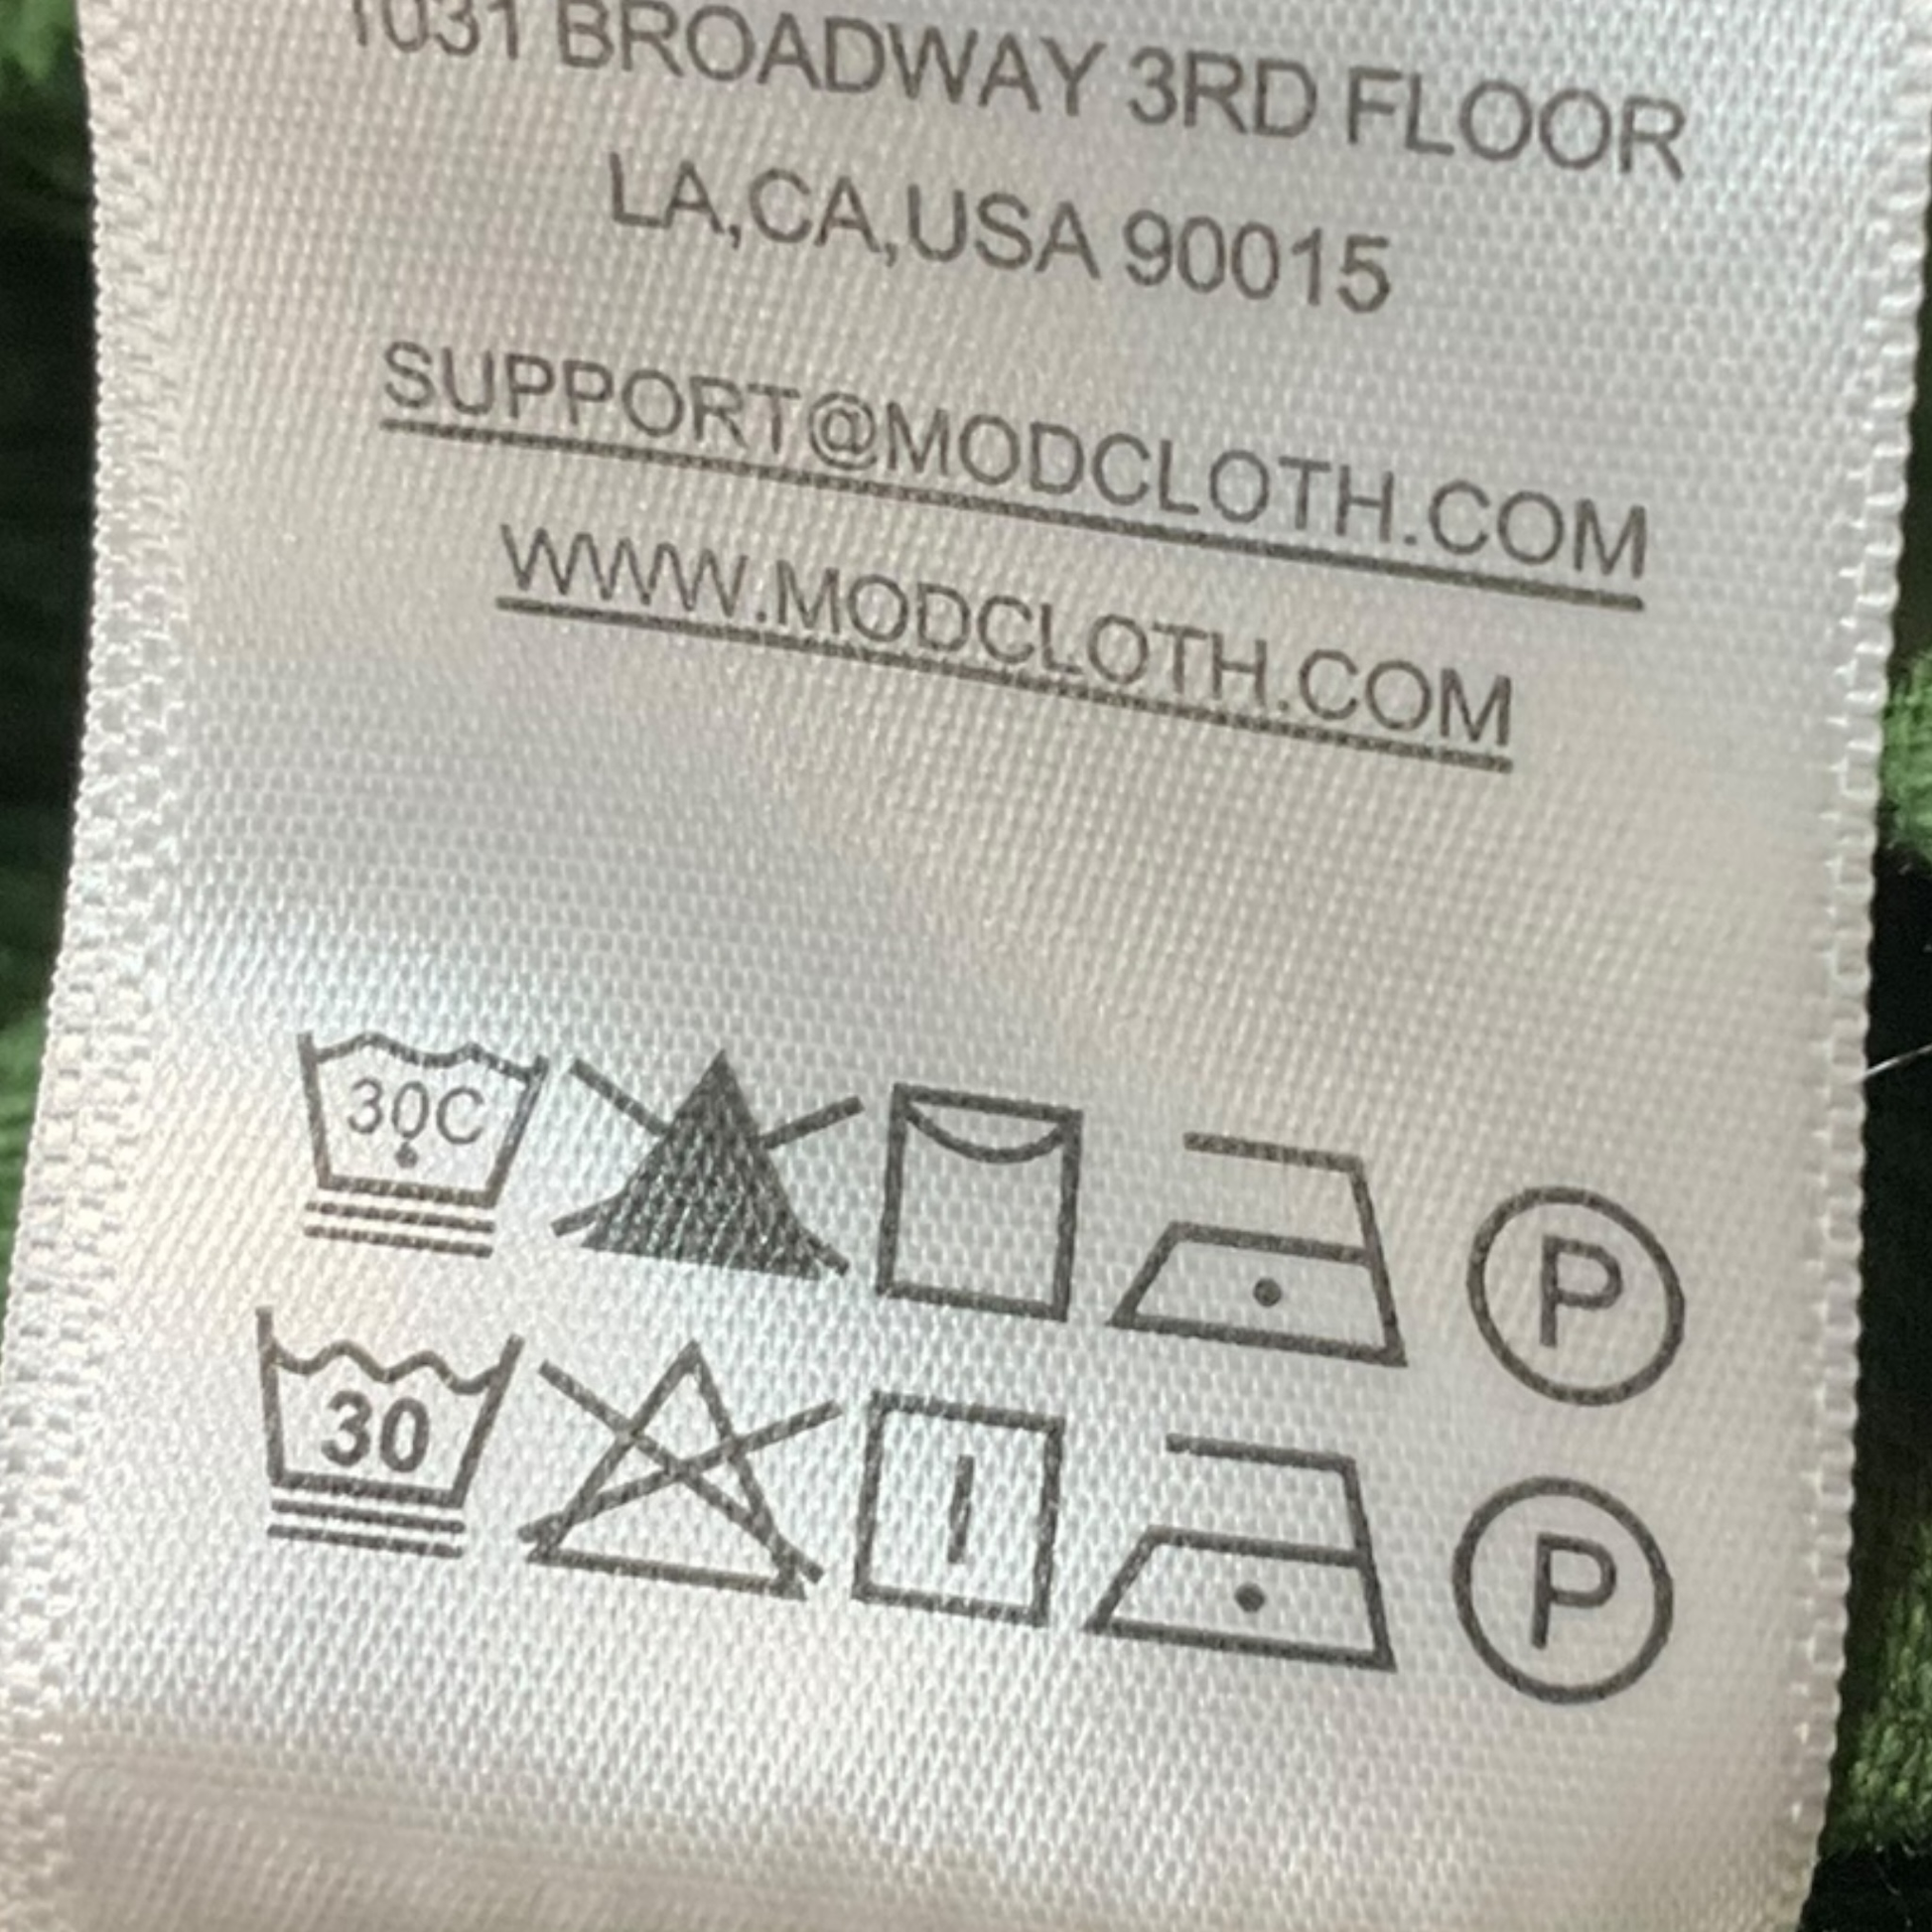 1031 BROADWAY 3RD FLOOR
LA,CA,USA 90015
SUPPORT@MODCLOTH.COM
WWW.MODCLOTH.COM
30C P
30 P